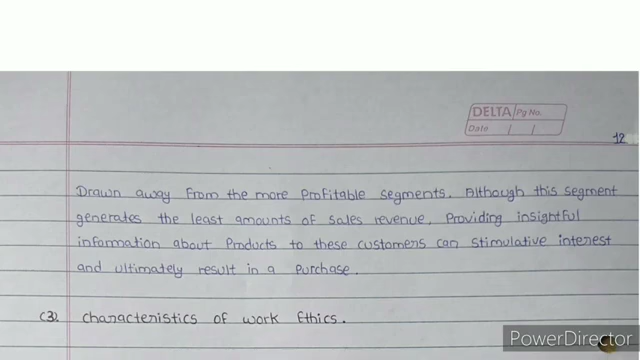 DELTA/Pg No.
Date / /
12
Drawn away from the more Profitable segments. Although this segment
generates the least amounts of sales revenue, Providing insightful
information about Products to these customers can stimulative interest
and ultimately result in a Purchase.
(3). Characteristics of work Ethics.
PowerDirector